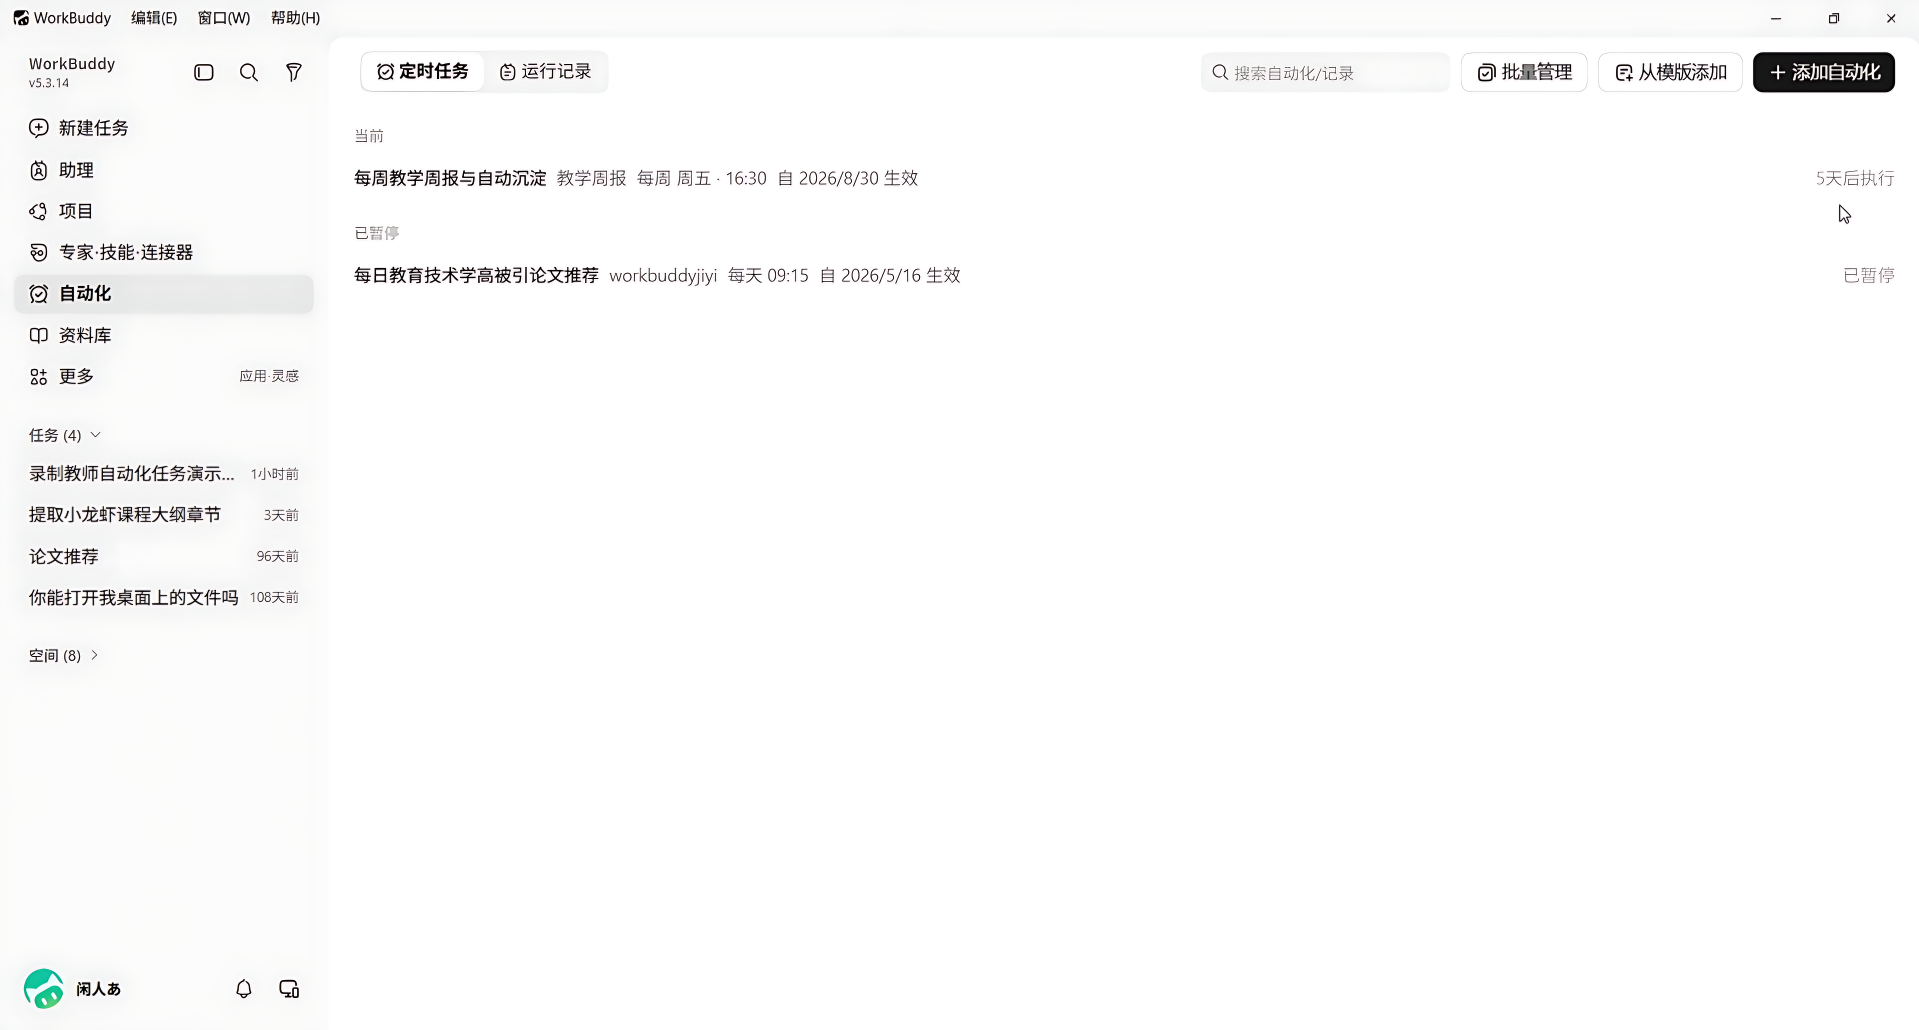 WorkBuddy 编辑(E) 窗口(W) 帮助(H)
WorkBuddy
v5.3.14
新建任务
助理
项目
专家·技能·连接器
自动化
资料库
更多 应用·灵感
任务 (4)
录制教师自动化任务演示... 1小时前
提取小龙虾课程大纲章节 3天前
论文推荐 96天前
你能打开我桌面上的文件吗 108天前
空间 (8)
闲人あ
定时任务 运行记录
搜索自动化/记录 批量管理 从模版添加 添加自动化
当前
每周教学周报与自动沉淀 教学周报 每周 周五 · 16:30 自 2026/8/30 生效 5天后执行
已暂停
每日教育技术学高被引论文推荐 workbuddyjiyi 每天 09:15 自 2026/5/16 生效 已暂停